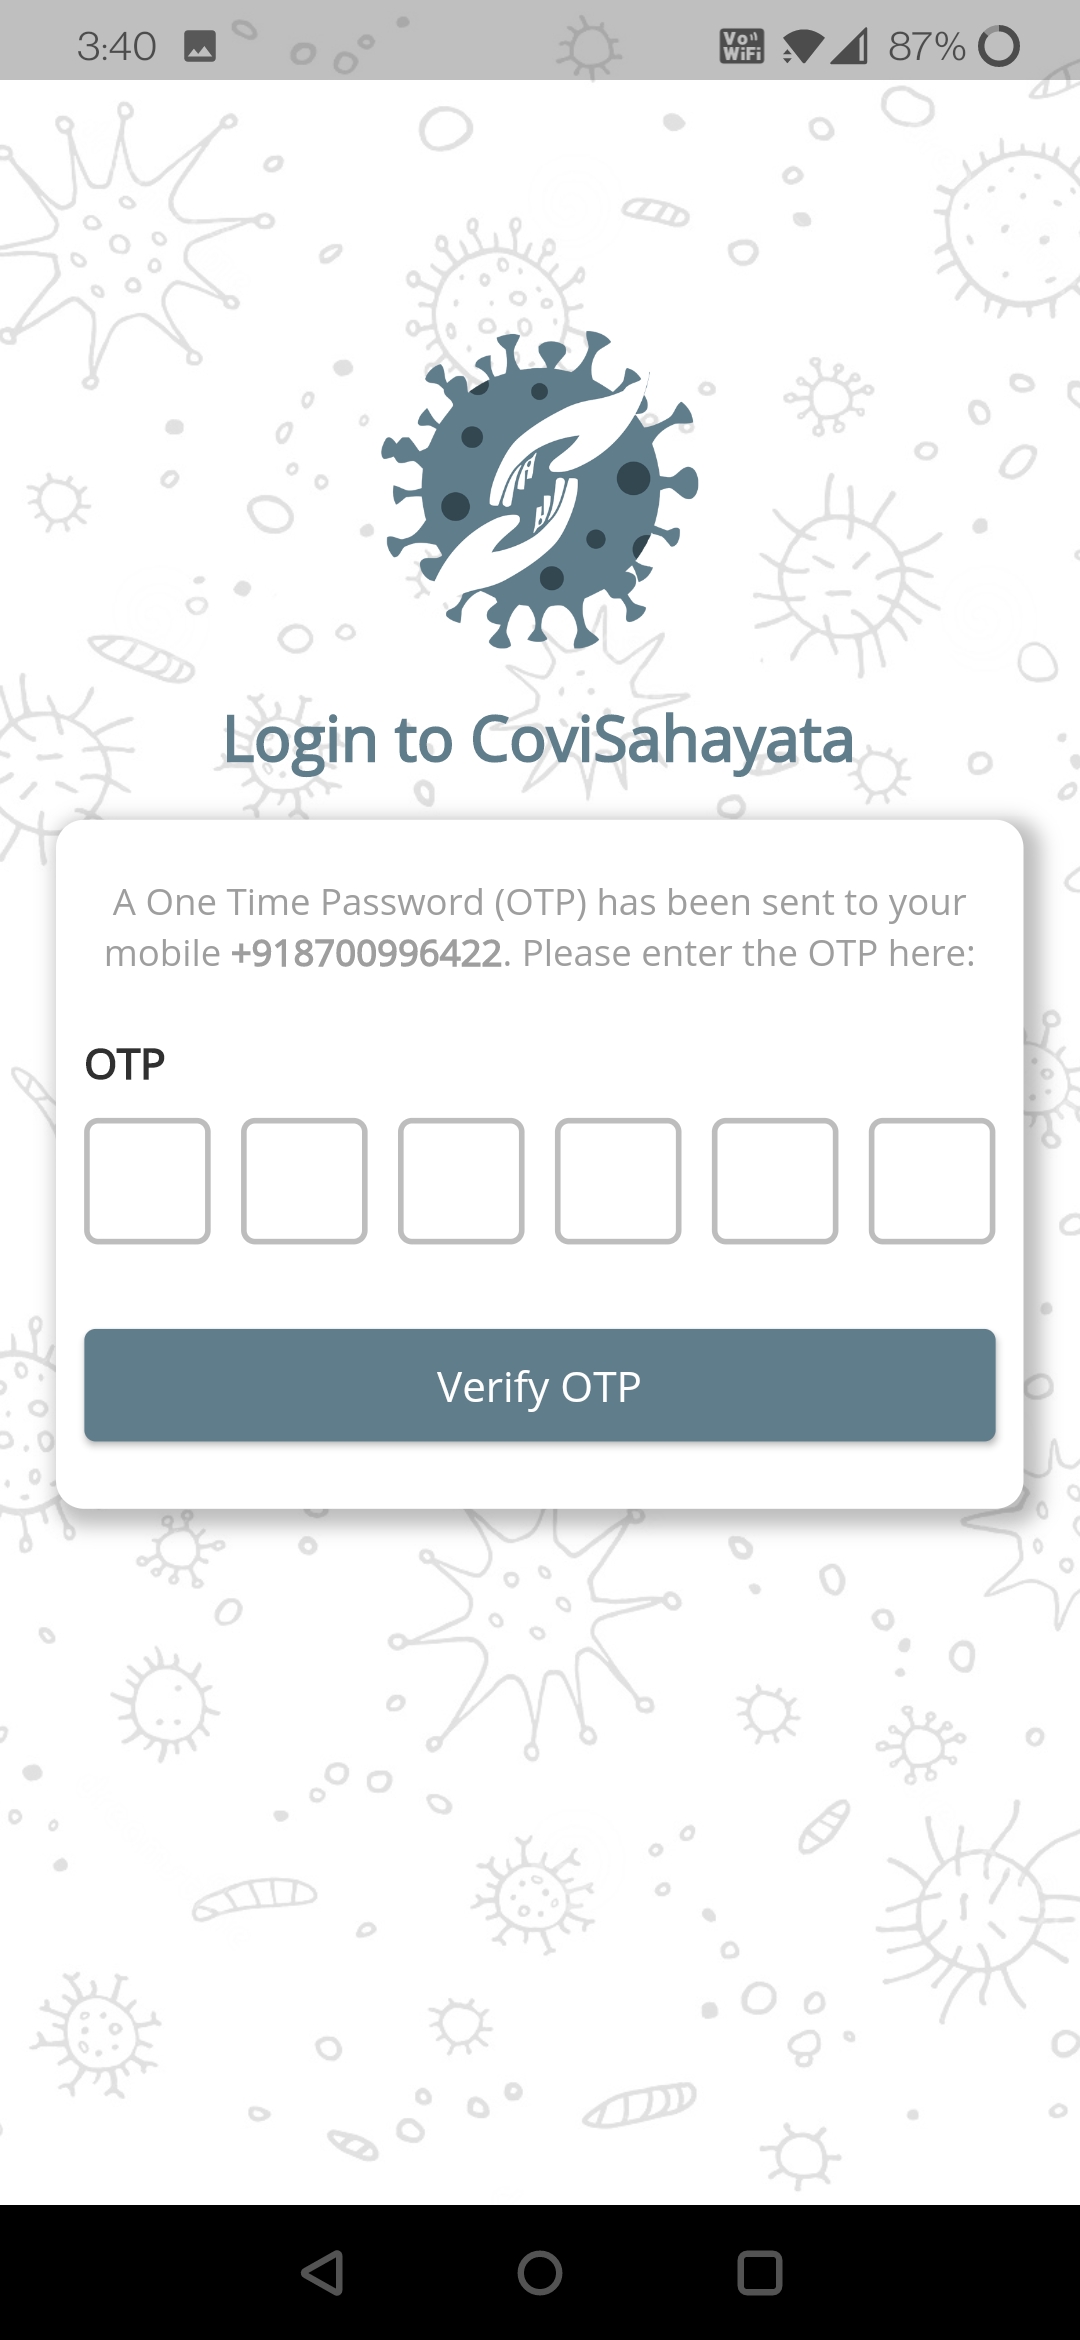 3:40
Vo WiFi 87%
Login to CoviSahayata
A One Time Password (OTP) has been sent to your
mobile +918700996422. Please enter the OTP here:
OTP
Verify OTP